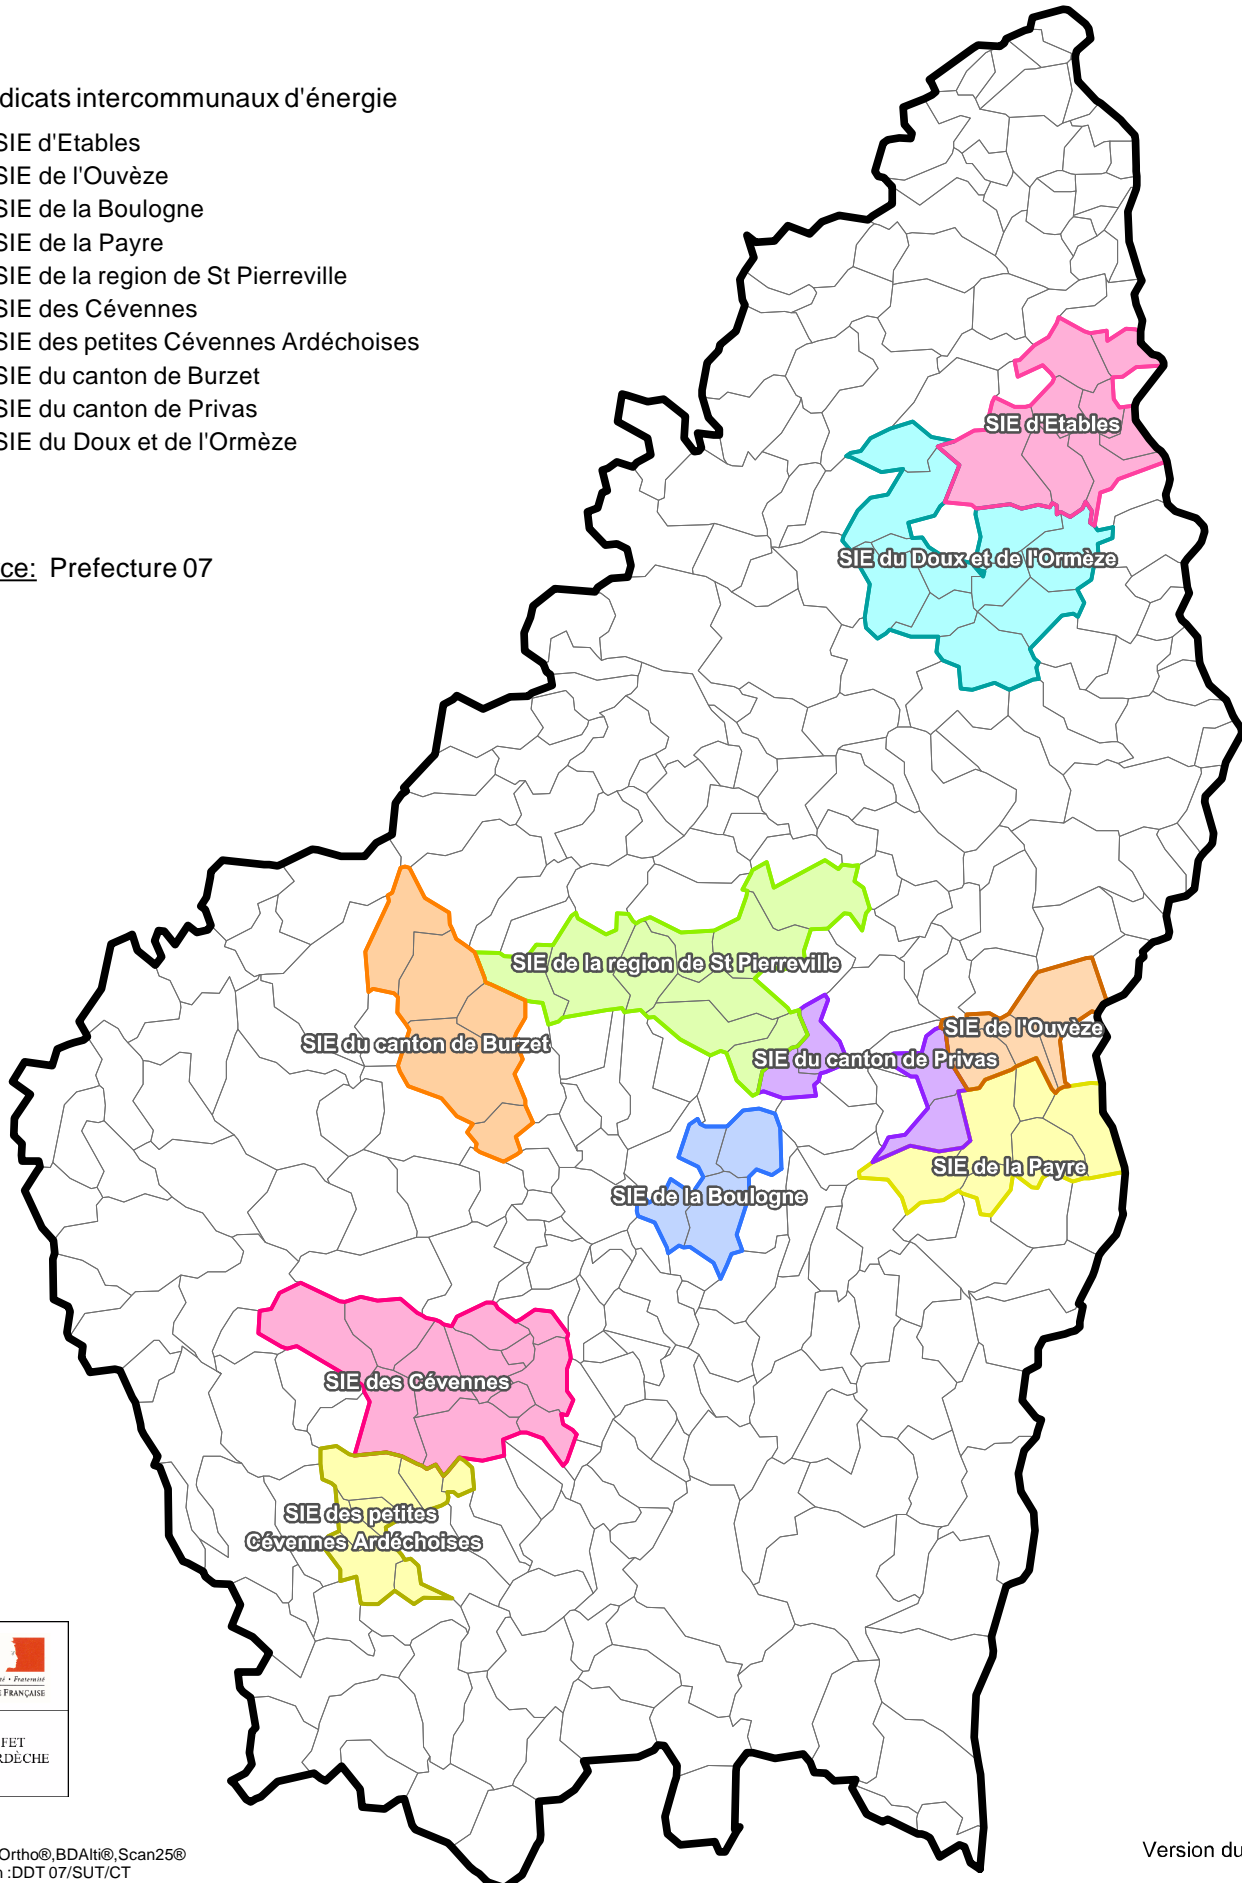 dicats intercommunaux d'énergie
SIE d'Etables
SIE de l'Ouvèze
SIE de la Boulogne
SIE de la Payre
SIE de la region de St Pierreville
SIE des Cévennes
SIE des petites Cévennes Ardéchoises
SIE du canton de Burzet
SIE du canton de Privas
SIE du Doux et de l'Ormèze
ce: Prefecture 07
SIE d'Etables
SIE du Doux et de l'Ormèze
SIE de la region de St Pierreville
SIE de l'Ouvèze
SIE du canton de Burzet
SIE du canton de Privas
SIE de la Payre
SIE de la Boulogne
SIE des Cévennes
SIE des petites
Cévennes Ardéchoises
té • Fraternité
E FRANÇAISE
FET
RDÈCHE
Ortho®,BDAlti®,Scan25®
n :DDT 07/SUT/CT
Version du